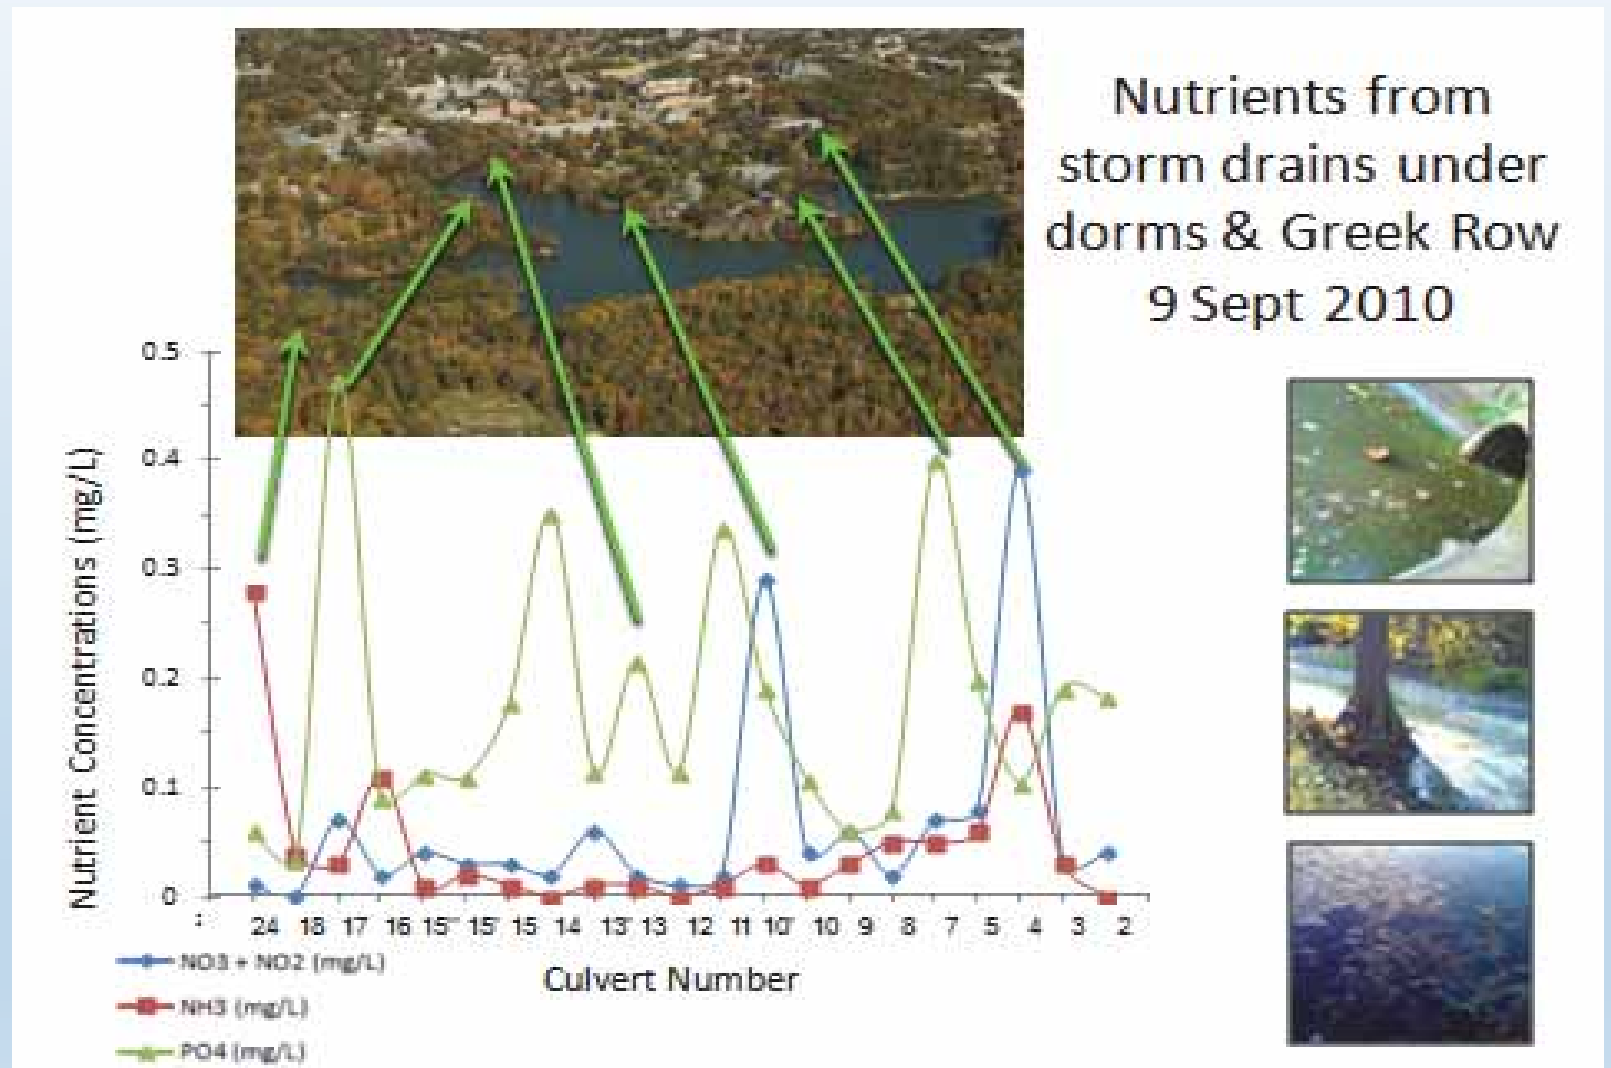 Nutrients from
storm drains under
dorms & Greek Row
9 Sept 2010
Nutrient Concentrations (mg/L)
0.5
0.4
0.3
0.2
0.1
0
24 18 17 16 15" 15' 15 14 13' 13 12 11 10' 10 9 8 7 5 4 3 2
Culvert Number
NO3 + NO2 (mg/L)
NH3 (mg/L)
PO4 (mg/L)